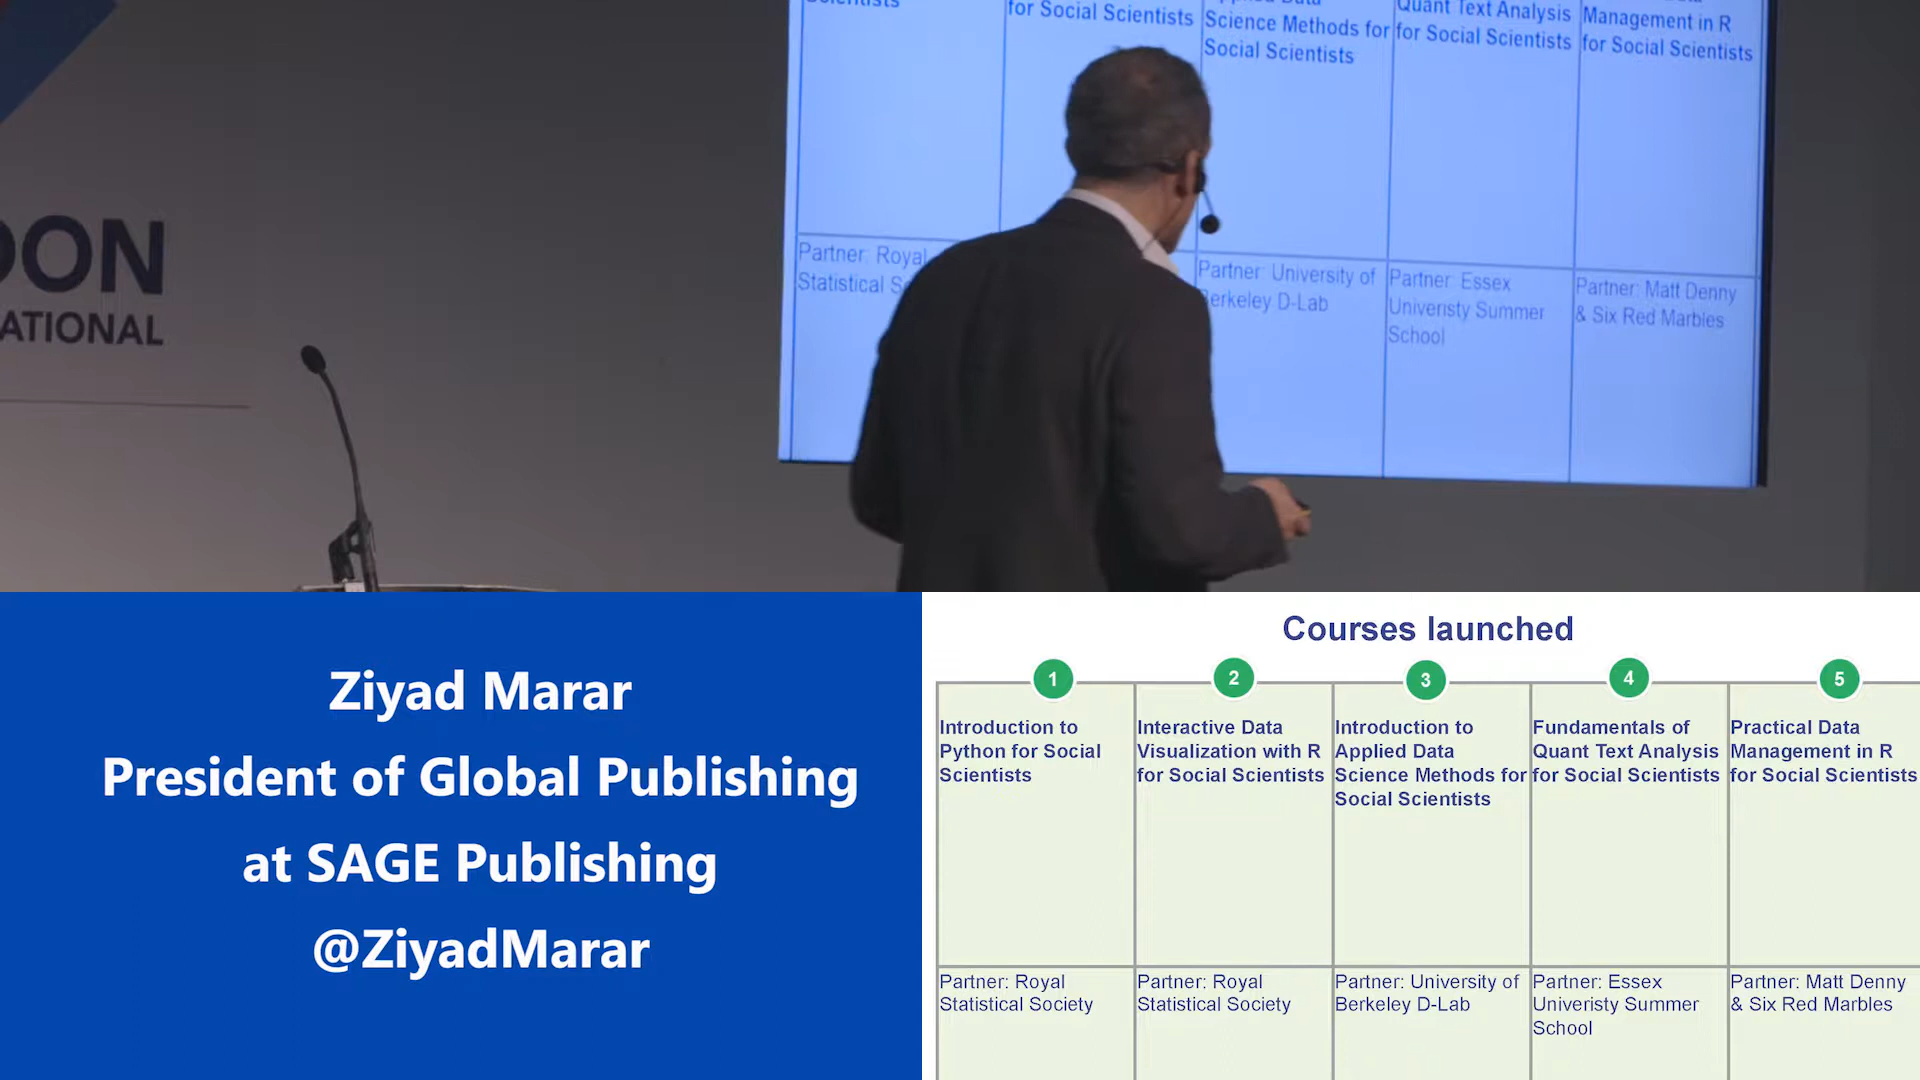 for Social Scientists
Science Methods for
Social Scientists
Quant Text Analysis
for Social Scientists
Management in R
for Social Scientists
Partner: Royal
Statistical
Partner: University of
Berkeley D-Lab
Partner: Essex
Univeristy Summer
School
Partner: Matt Denny
& Six Red Marbles
Ziyad Marar
President of Global Publishing
at SAGE Publishing
@ZiyadMarar
Courses launched
1
2
3
4
5
Introduction to
Python for Social
Scientists
Interactive Data
Visualization with R
for Social Scientists
Introduction to
Applied Data
Science Methods for
Social Scientists
Fundamentals of
Quant Text Analysis
for Social Scientists
Practical Data
Management in R
for Social Scientists
Partner: Royal
Statistical Society
Partner: Royal
Statistical Society
Partner: University of
Berkeley D-Lab
Partner: Essex
Univeristy Summer
School
Partner: Matt Denny
& Six Red Marbles